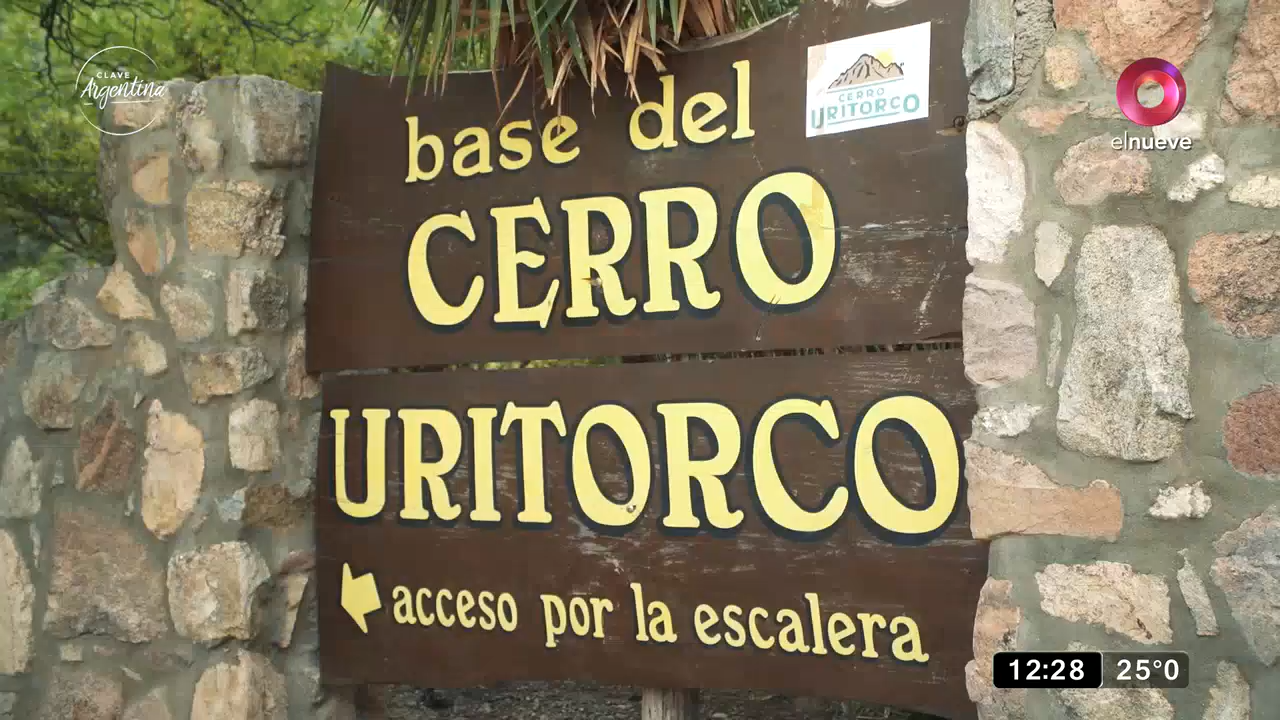 CLAVE
Argentina
base del
CERRO
URITORCO
acceso por la escalera
CERRO
URITORCO
elnueve
12:28
25°0